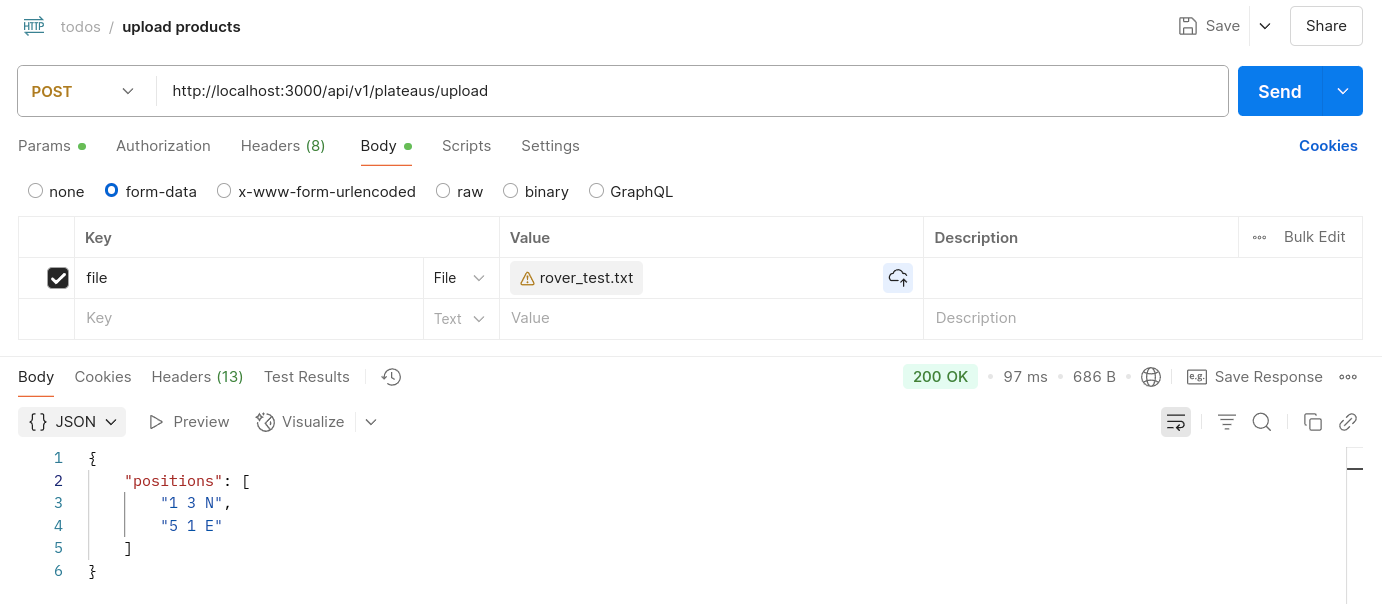 HTTP todos / upload products Save Share
POST http://localhost:3000/api/v1/plateaus/upload Send
Params Authorization Headers (8) Body Scripts Settings Cookies
none form-data x-www-form-urlencoded raw binary GraphQL
Key Value Description Bulk Edit
file File rover_test.txt
Key Text Value Description
Body Cookies Headers (13) Test Results 200 OK 97 ms 686 B e.g. Save Response
{} JSON Preview Visualize
1 {
2 "positions": [
3 "1 3 N",
4 "5 1 E"
5 ]
6 }